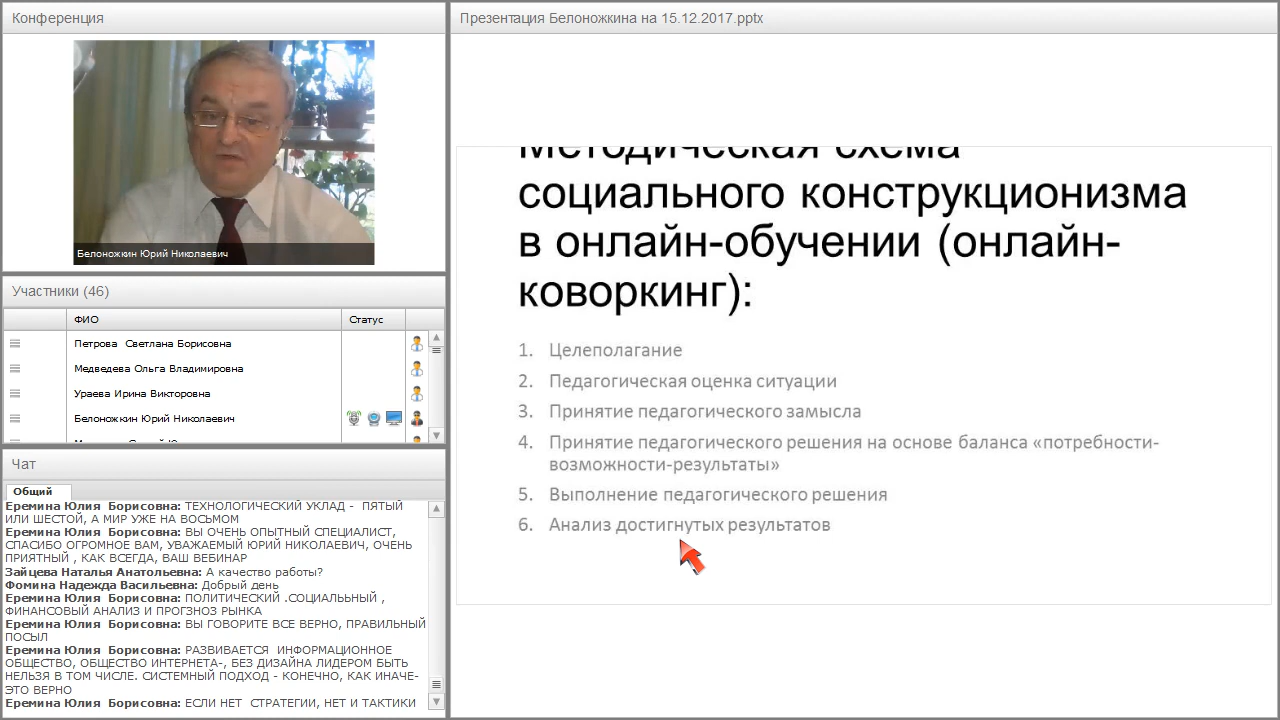 Конференция
Белоножкин Юрий Николаевич
Участники (46)
ФИО
Статус
Петрова Светлана Борисовна
Медведева Ольга Владимировна
Ураева Ирина Викторовна
Белоножкин Юрий Николаевич
Чат
Общий
Еремина Юлия Борисовна: ТЕХНОЛОГИЧЕСКИЙ УКЛАД - ПЯТЫЙ
ИЛИ ШЕСТОЙ, А МИР УЖЕ НА ВОСЬМОМ
Еремина Юлия Борисовна: ВЫ ОЧЕНЬ ОПЫТНЫЙ СПЕЦИАЛИСТ,
СПАСИБО ОГРОМНОЕ ВАМ, УВАЖАЕМЫЙ ЮРИЙ НИКОЛАЕВИЧ, ОЧЕНЬ
ПРИЯТНЫЙ , КАК ВСЕГДА, ВАШ ВЕБИНАР
Зайцева Наталья Анатольевна: А качество работы?
Фомина Надежда Васильевна: Добрый день
Еремина Юлия Борисовна: ПОЛИТИЧЕСКИЙ .СОЦИАЛЬЬНЫЙ ,
ФИНАНСОВЫЙ АНАЛИЗ И ПРОГЗНОЗ РЫНКА
Еремина Юлия Борисовна: ВЫ ГОВОРИТЕ ВСЕ ВЕРНО, ПРАВИЛЬНЫЙ
ПОСЫЛ
Еремина Юлия Борисовна: РАЗВИВАЕТСЯ ИНФОРМАЦИОННОЕ
ОБЩЕСТВО, ОБЩЕСТВО ИНТЕРНЕТА-, БЕЗ ДИЗАЙНА ЛИДЕРОМ БЫТЬ
НЕЛЬЗЯ В ТОМ ЧИСЛЕ. СИСТЕМНЫЙ ПОДХОД - КОНЕЧНО, КАК ИНАЧЕ-
ЭТО ВЕРНО
Еремина Юлия Борисовна: ЕСЛИ НЕТ СТРАТЕГИИ, НЕТ И ТАКТИКИ
Презентация Белоножкина на 15.12.2017.pptx
Методическая схема
социального конструкционизма
в онлайн-обучении (онлайн-
коворкинг):
1. Целеполагание
2. Педагогическая оценка ситуации
3. Принятие педагогического замысла
4. Принятие педагогического решения на основе баланса «потребности-
возможности-результаты»
5. Выполнение педагогического решения
6. Анализ достигнутых результатов